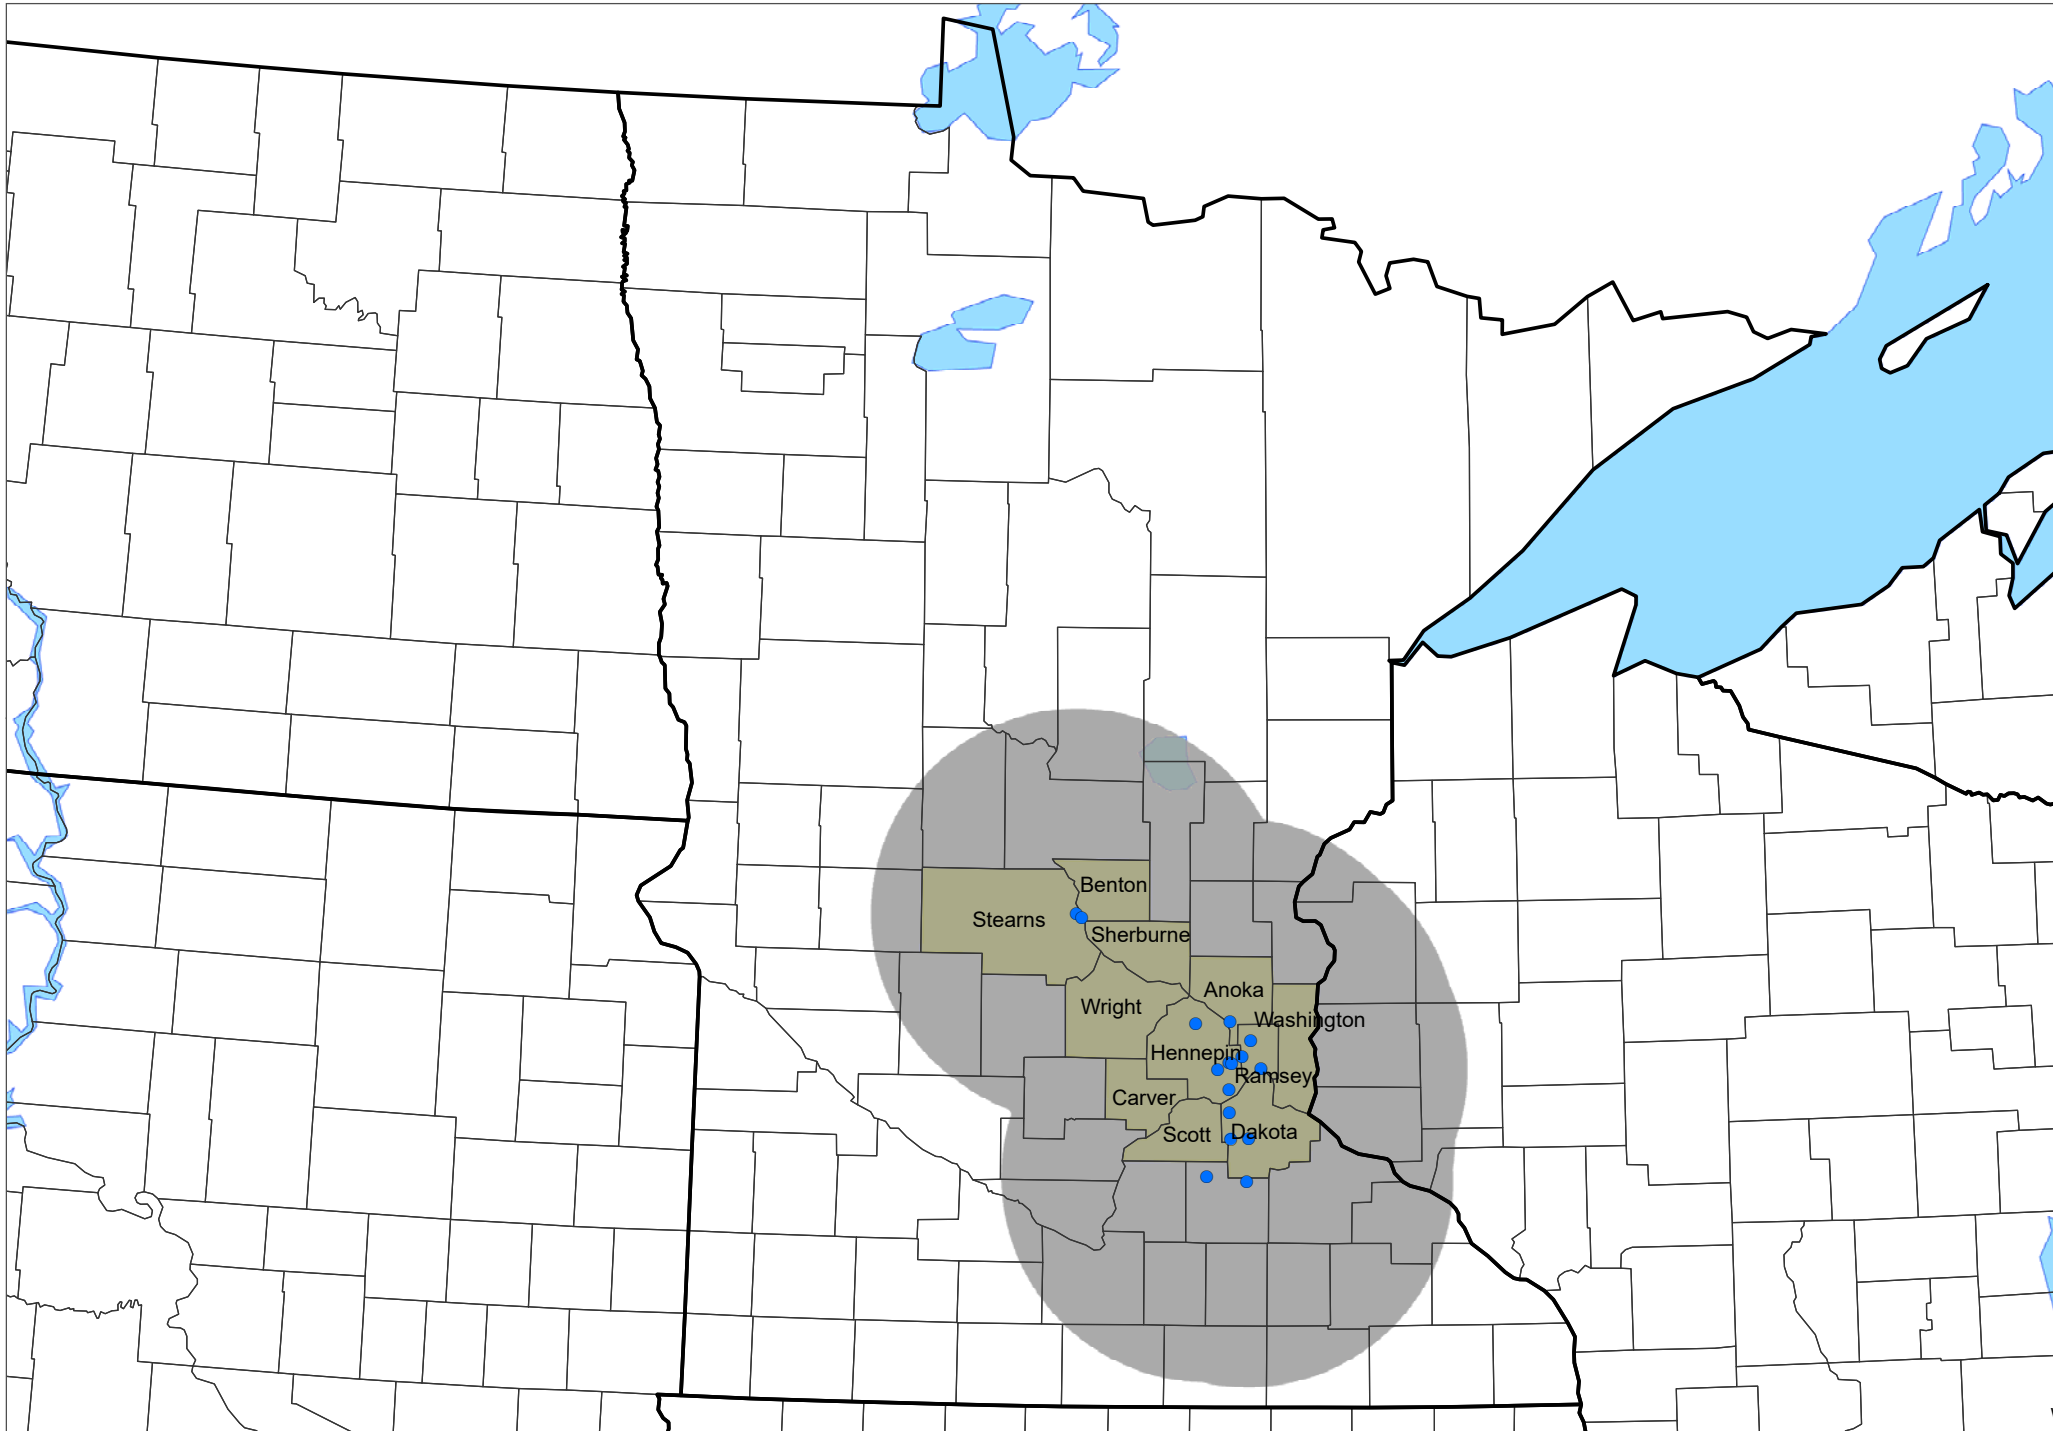 Benton
Stearns
Sherburne
Anoka
Wright
Washington
Hennepin
Ramsey
Carver
Scott
Dakota